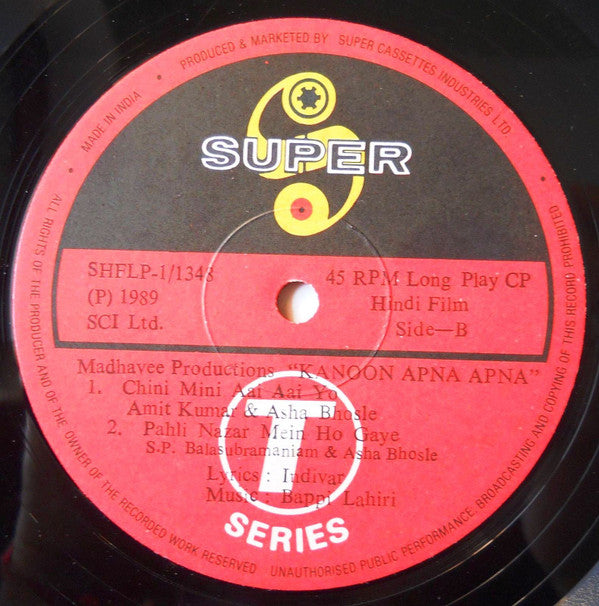 PRODUCED & MARKETED BY SUPER CASSETTES INDUSTRIES LTD.
MADE IN INDIA
SUPER
SHFLP-1/1348
45 RPM Long Play CP
(P) 1989
Hindi Film
SCI Ltd.
Side—B
Madhavee Productions "KANOON APNA APNA"
1. Chini Mini Aai Aai Yo
Amit Kumar & Asha Bhosle
2. Pahli Nazar Mein Ho Gaye
S.P. Balasubramaniam & Asha Bhosle
Lyrics : Indivar
Music : Bappi Lahiri
T
SERIES
ALL RIGHTS OF THE PRODUCER AND OF THE OWNER OF THE RECORDED WORK RESERVED
UNAUTHORISED PUBLIC PERFORMANCE, BROADCASTING AND COPYING OF THIS RECORD PROHIBITED